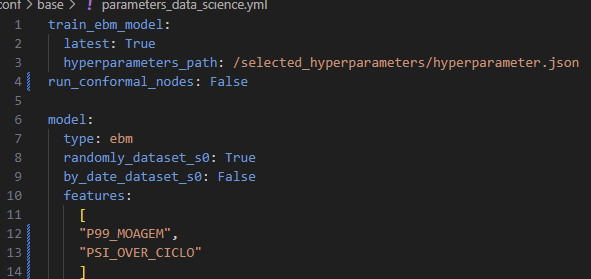 conf > base > ! parameters_data_science.yml
1 train_ebm_model:
2   latest: True
3   hyperparameters_path: /selected_hyperparameters/hyperparameter.json
4 run_conformal_nodes: False
5
6 model:
7   type: ebm
8   randomly_dataset_s0: True
9   by_date_dataset_s0: False
10   features:
11     [
12     "P99_MOAGEM",
13     "PSI_OVER_CICLO"
14     ]